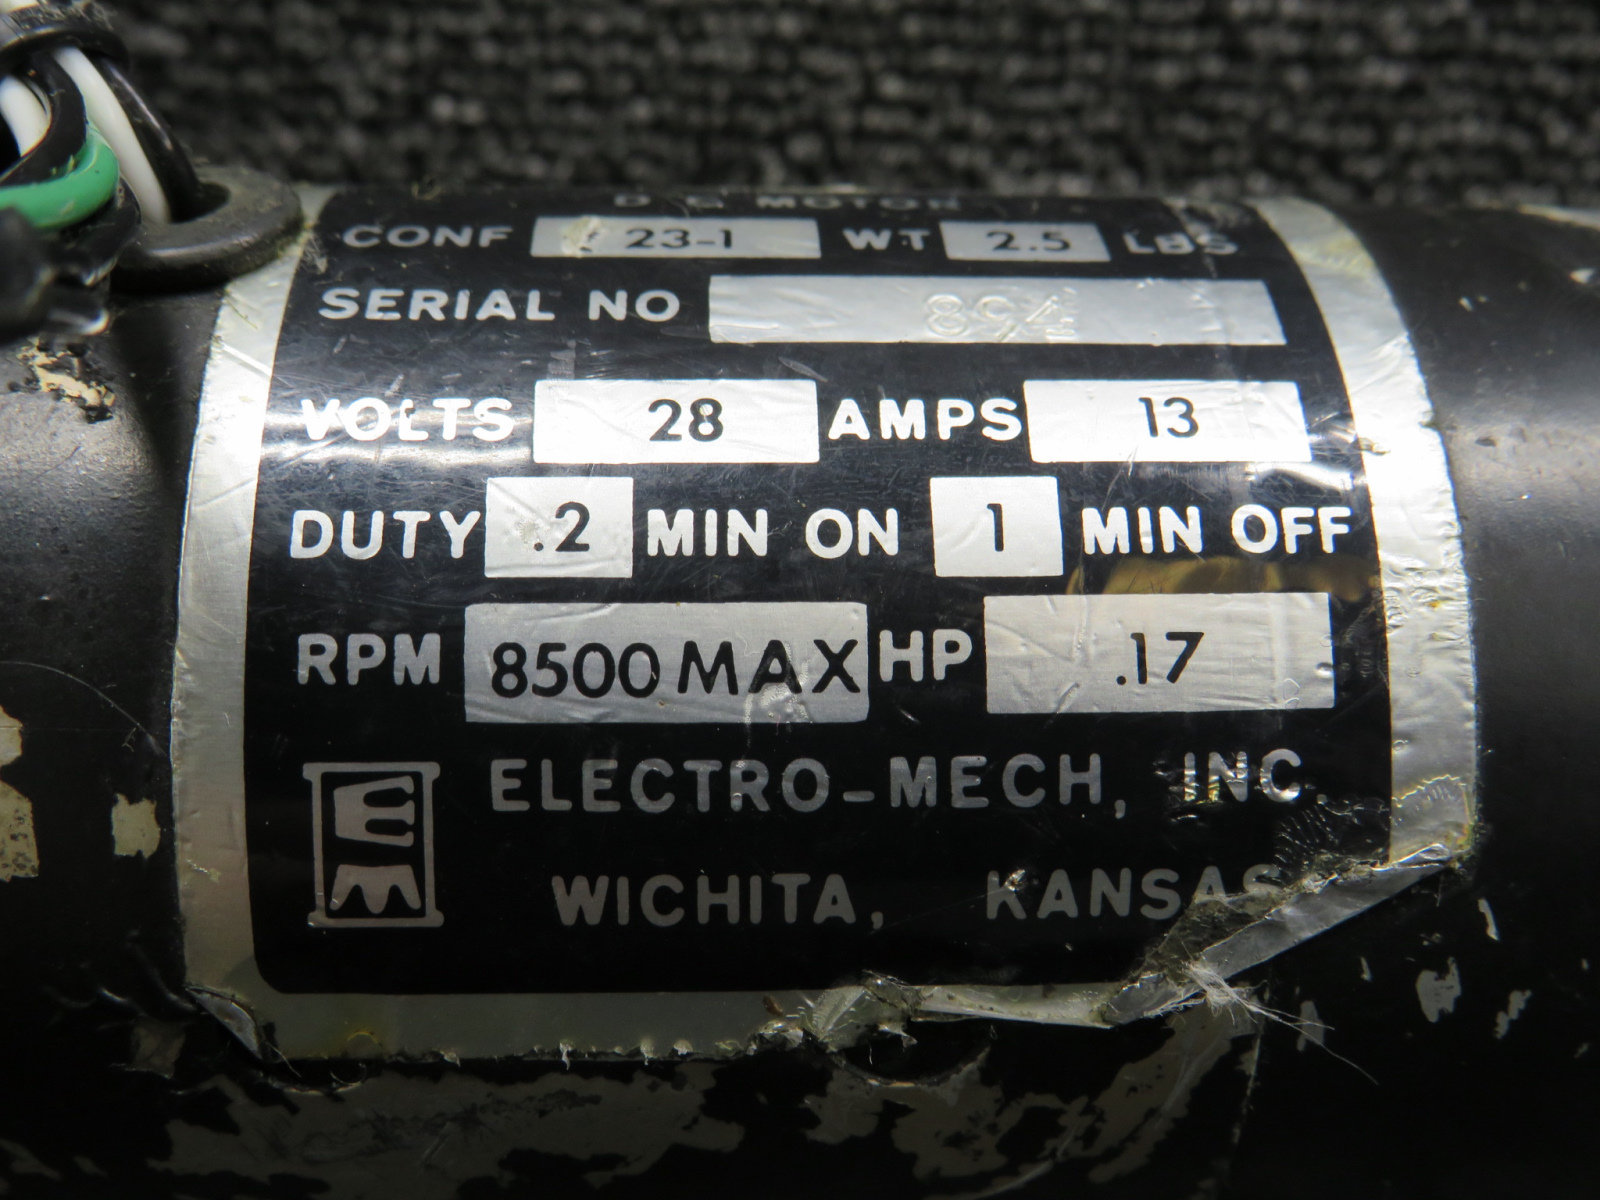 D C MOTOR
CONF 23-1 WT 2.5 LBS
SERIAL NO 894
VOLTS 28 AMPS 13
DUTY .2 MIN ON 1 MIN OFF
RPM 8500 MAX HP .17
ELECTRO-MECH, INC
WICHITA, KANSAS